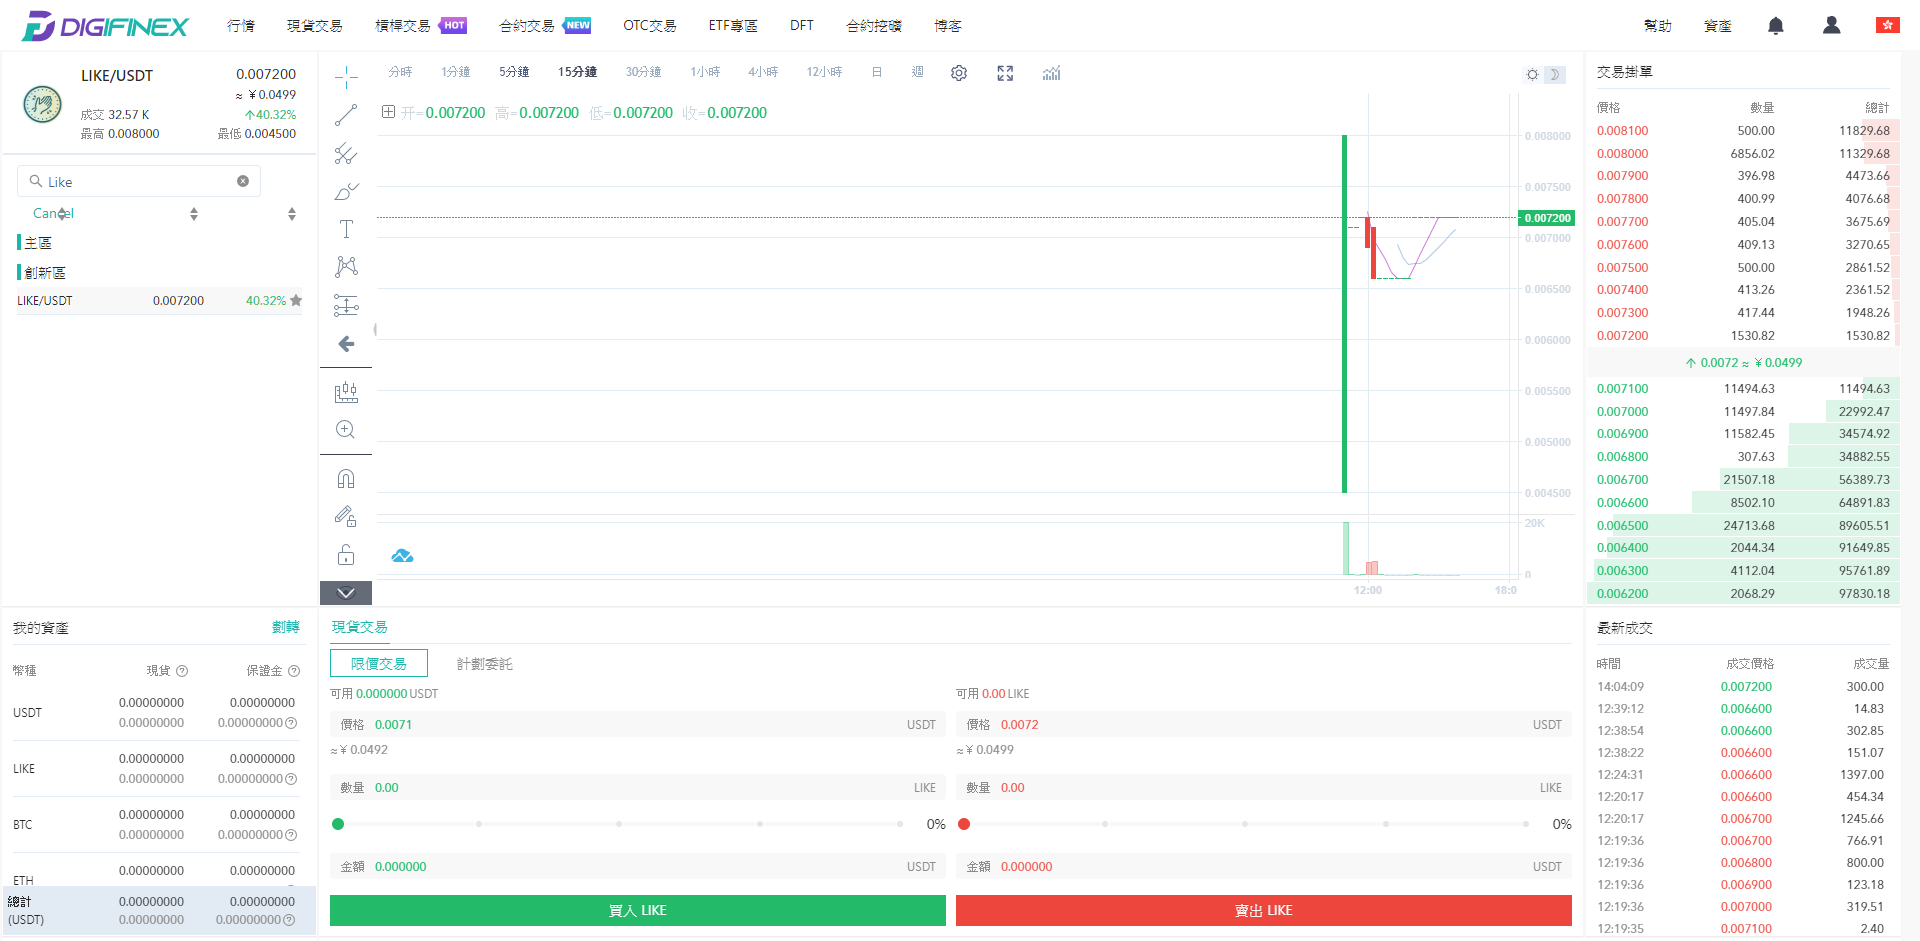 DIGIFINEX 行情 現貨交易 槓桿交易 HOT 合約交易 NEW OTC交易 ETF專區 DFT 合約挖礦 博客 幫助 資產
LIKE/USDT 0.007200
≈ ¥0.0499
成交 32.57 K ↑40.32%
最高 0.008000 最低 0.004500
Like
Cancel
主區
創新區
LIKE/USDT 0.007200 40.32%
分時 1分鐘 5分鐘 15分鐘 30分鐘 1小時 4小時 12小時 日 週
开=0.007200 高=0.007200 低=0.007200 收=0.007200
0.008000
0.007500
0.007200
0.007000
0.006500
0.006000
0.005500
0.005000
0.004500
20K
0
12:00 18:0
交易掛單
價格 數量 總計
0.008100 500.00 11829.68
0.008000 6856.02 11329.68
0.007900 396.98 4473.66
0.007800 400.99 4076.68
0.007700 405.04 3675.69
0.007600 409.13 3270.65
0.007500 500.00 2861.52
0.007400 413.26 2361.52
0.007300 417.44 1948.26
0.007200 1530.82 1530.82
↑ 0.0072 ≈ ¥0.0499
0.007100 11494.63 11494.63
0.007000 11497.84 22992.47
0.006900 11582.45 34574.92
0.006800 307.63 34882.55
0.006700 21507.18 56389.73
0.006600 8502.10 64891.83
0.006500 24713.68 89605.51
0.006400 2044.34 91649.85
0.006300 4112.04 95761.89
0.006200 2068.29 97830.18
我的資產 劃轉
幣種 現貨 保證金
USDT 0.00000000 0.00000000
0.00000000 0.00000000
LIKE 0.00000000 0.00000000
0.00000000 0.00000000
BTC 0.00000000 0.00000000
0.00000000 0.00000000
ETH 0.00000000 0.00000000
總計 0.00000000 0.00000000
(USDT) 0.00000000 0.00000000
現貨交易
限價交易 計劃委託
可用 0.000000 USDT
價格 0.0071 USDT
≈¥ 0.0492
數量 0.00 LIKE
0%
金額 0.000000 USDT
買入 LIKE
可用 0.00 LIKE
價格 0.0072 USDT
≈¥ 0.0499
數量 0.00 LIKE
0%
金額 0.000000 USDT
賣出 LIKE
最新成交
時間 成交價格 成交量
14:04:09 0.007200 300.00
12:39:12 0.006600 14.83
12:38:54 0.006600 302.85
12:38:22 0.006600 151.07
12:24:31 0.006600 1397.00
12:20:17 0.006600 454.34
12:20:17 0.006700 1245.66
12:19:36 0.006700 766.91
12:19:36 0.006800 800.00
12:19:36 0.006900 123.18
12:19:36 0.007000 319.51
12:19:35 0.007100 2.40